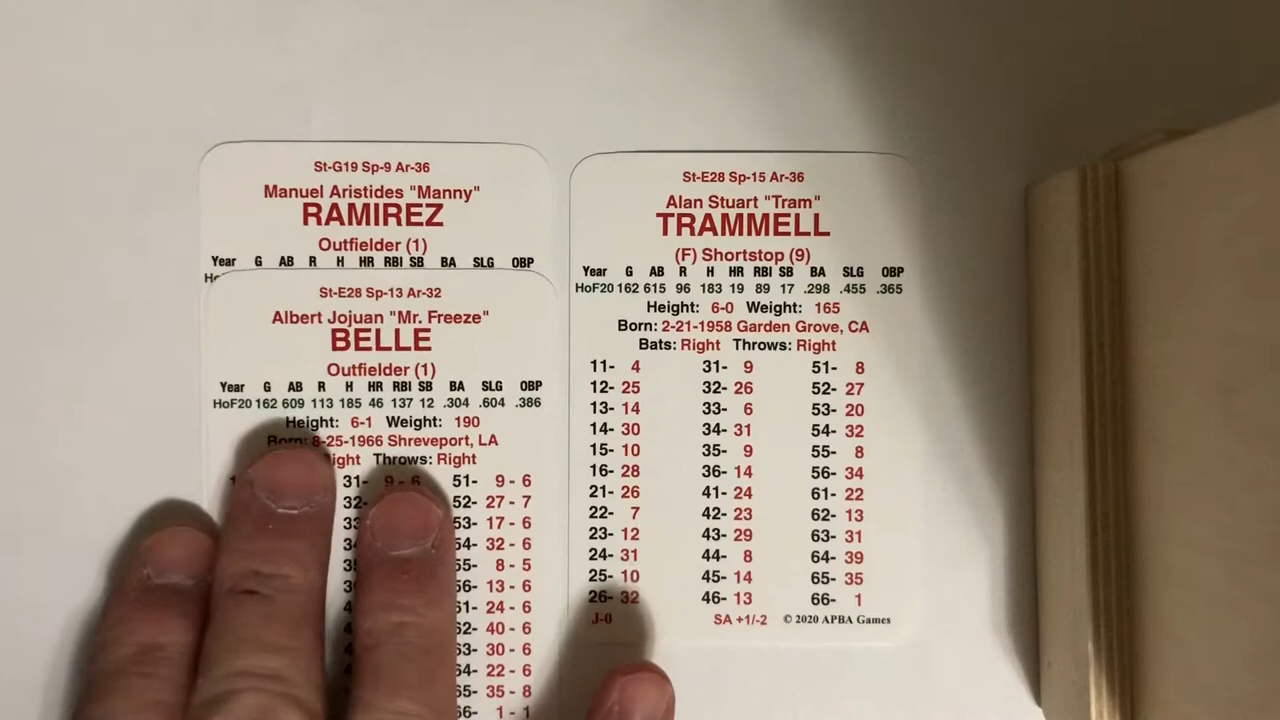 St-G19 Sp-9 Ar-36
Manuel Aristides "Manny"
RAMIREZ
Outfielder (1)
Year G AB R H HR RBI SB BA SLG OBP
St-E28 Sp-13 Ar-32
Albert Jojuan "Mr. Freeze"
BELLE
Outfielder (1)
Year G AB R H HR RBI SB BA SLG OBP
HoF20 162 609 113 185 46 137 12 .304 .604 .386
Height: 6-1 Weight: 190
Born: 8-25-1966 Shreveport, LA
Throws: Right
31- 9 - 6 51- 9 - 6
32- 52- 27 - 7
53- 17 - 6
54- 32 - 6
55- 8 - 5
56- 13 - 6
61- 24 - 6
62- 40 - 6
63- 30 - 6
64- 22 - 6
65- 35 - 8
66- 1 - 1
St-E28 Sp-15 Ar-36
Alan Stuart "Tram"
TRAMMELL
(F) Shortstop (9)
Year G AB R H HR RBI SB BA SLG OBP
HoF20 162 615 96 183 19 89 17 .298 .455 .365
Height: 6-0 Weight: 165
Born: 2-21-1958 Garden Grove, CA
Bats: Right Throws: Right
11- 4 31- 9 51- 8
12- 25 32- 26 52- 27
13- 14 33- 6 53- 20
14- 30 34- 31 54- 32
15- 10 35- 9 55- 8
16- 28 36- 14 56- 34
21- 26 41- 24 61- 22
22- 7 42- 23 62- 13
23- 12 43- 29 63- 31
24- 31 44- 8 64- 39
25- 10 45- 14 65- 35
26- 32 46- 13 66- 1
J-0 SA +1/-2 © 2020 APBA Games